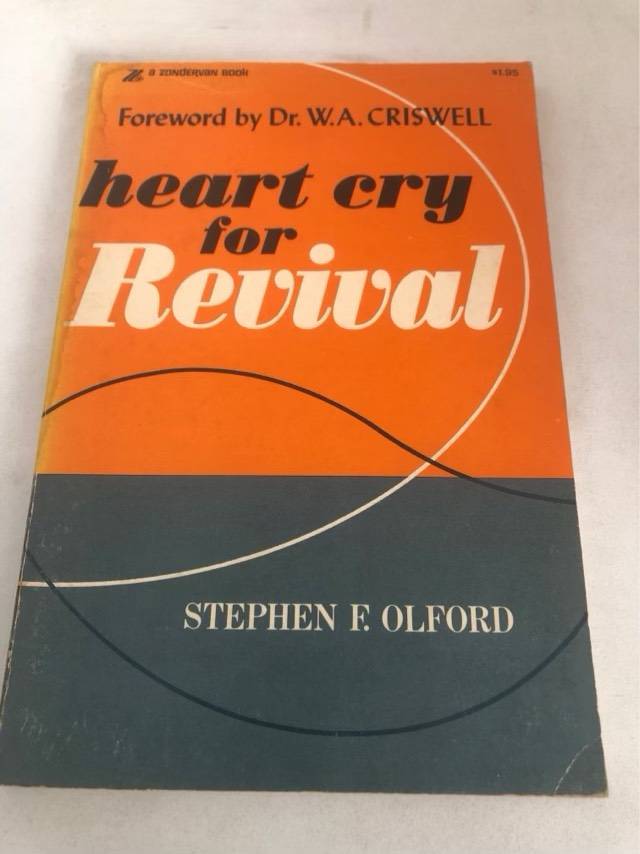 a ZONDERVAN BOOK
$1.95
Foreword by Dr. W.A. CRISWELL
heart cry
for
Revival
STEPHEN F. OLFORD